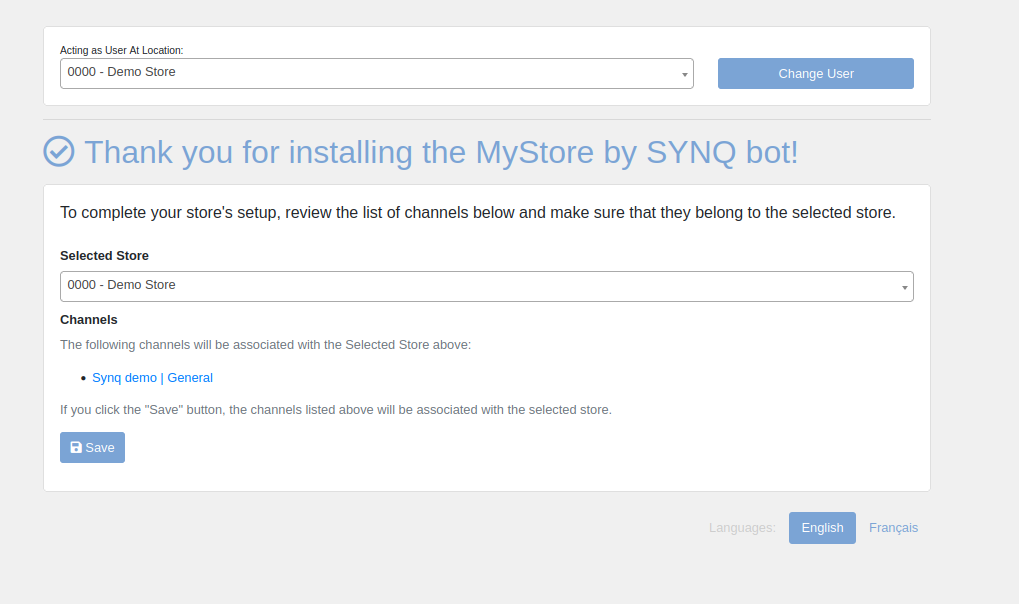 Acting as User At Location:
0000 - Demo Store
Change User
Thank you for installing the MyStore by SYNQ bot!
To complete your store's setup, review the list of channels below and make sure that they belong to the selected store.
Selected Store
0000 - Demo Store
Channels
The following channels will be associated with the Selected Store above:
• Synq demo | General
If you click the "Save" button, the channels listed above will be associated with the selected store.
Save
Languages: English Français